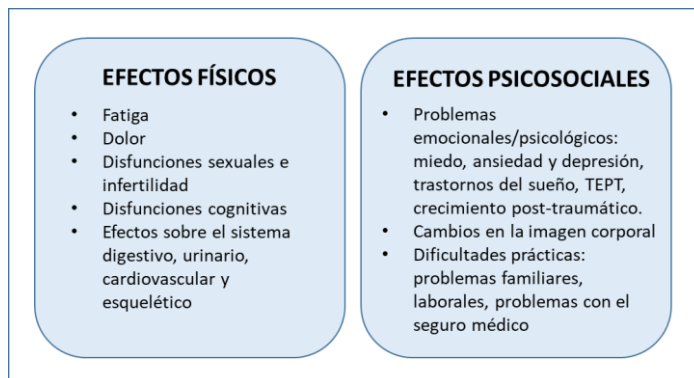 EFECTOS FÍSICOS
• Fatiga
• Dolor
• Disfunciones sexuales e
infertilidad
• Disfunciones cognitivas
• Efectos sobre el sistema
digestivo, urinario,
cardiovascular y
esquelético
EFECTOS PSICOSOCIALES
• Problemas
emocionales/psicológicos:
miedo, ansiedad y depresión,
trastornos del sueño, TEPT,
crecimiento post-traumático.
• Cambios en la imagen corporal
• Dificultades prácticas:
problemas familiares,
laborales, problemas con el
seguro médico